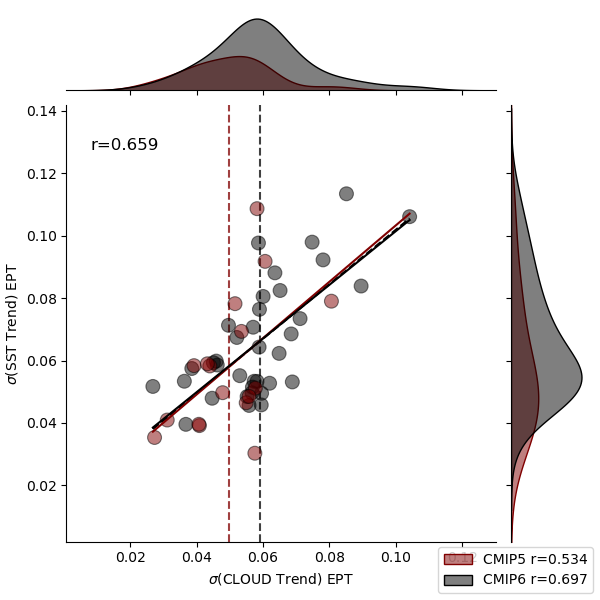 0.14
r=0.659
0.12
0.10
0.08
0.06
0.04
0.02
σ(SST Trend) EPT
0.02 0.04 0.06 0.08 0.10 0.12
σ(CLOUD Trend) EPT
CMIP5 r=0.534
CMIP6 r=0.697